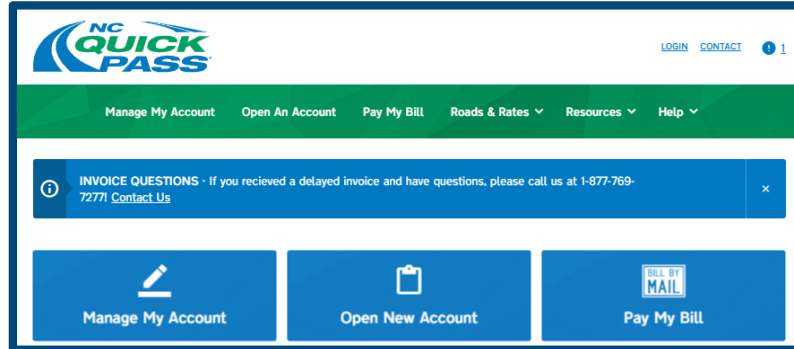 NC
QUICK
PASS
LOGIN CONTACT ! 1
Manage My Account Open An Account Pay My Bill Roads & Rates Resources Help
INVOICE QUESTIONS · If you recieved a delayed invoice and have questions, please call us at 1-877-769-
7277! Contact Us ×
BILL BY
MAIL
Manage My Account Open New Account Pay My Bill